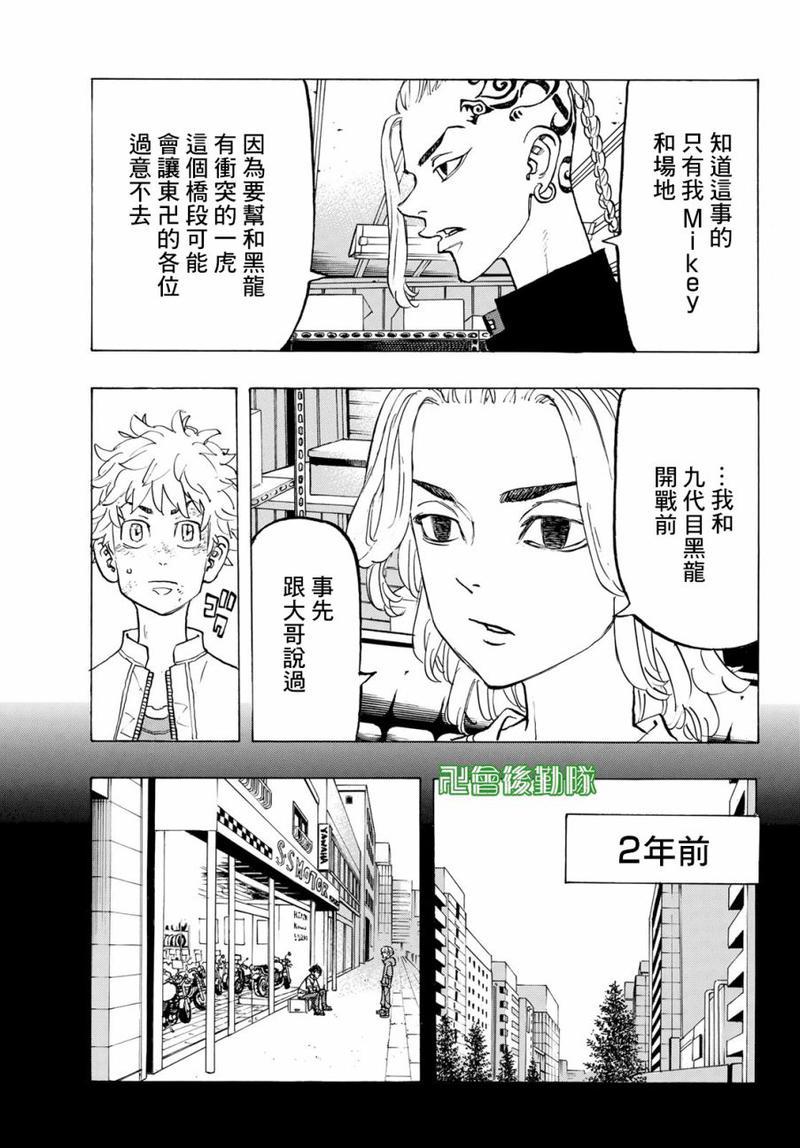 知道這事的
只有我Mikey
和場地
因為要幫和黑龍
有衝突的一虎
這個橋段可能
會讓東卍的各位
過意不去
…我和
九代目黑龍
開戰前
事先
跟大哥說過
ゴク
卍會後勤隊
2年前
S・S MOTOR
YAMAHA